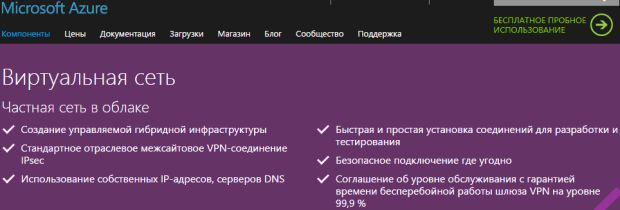 Microsoft Azure
БЕСПЛАТНОЕ ПРОБНОЕ
ИСПОЛЬЗОВАНИЕ
Компоненты Цены Документация Загрузки Магазин Блог Сообщество Поддержка
Виртуальная сеть
Частная сеть в облаке
Создание управляемой гибридной инфраструктуры
Стандартное отраслевое межсайтовое VPN-соединение
IPsec
Использование собственных IP-адресов, серверов DNS
Быстрая и простая установка соединений для разработки и
тестирования
Безопасное подключение где угодно
Соглашение об уровне обслуживания с гарантией
времени бесперебойной работы шлюза VPN на уровне
99,9 %